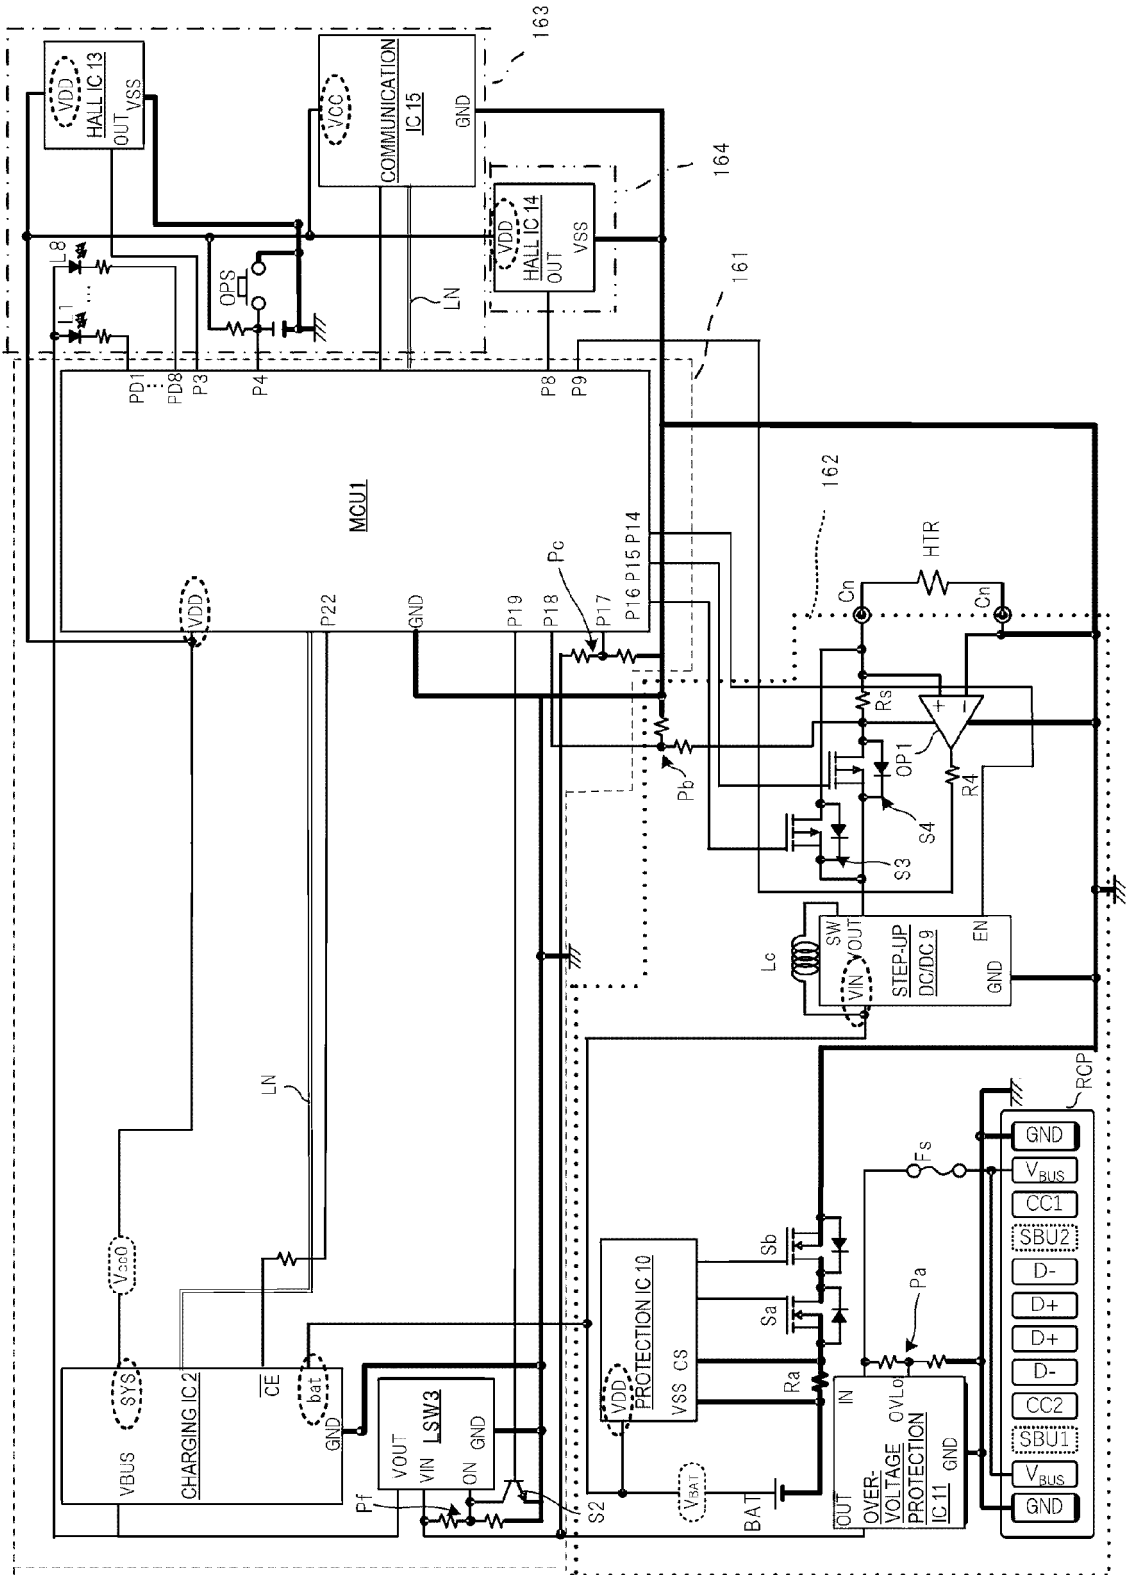 163
VDD
HALL IC 13
OUT
VSS
VCC
COMMUNICATION
IC 15
GND
164
VDD
HALL IC 14
OUT
VSS
L8
L1
OPS
LN
161
PD1
PD8
P3
P4
P8
P9
MCU1
VDD
P22
GND
P19
P18
P17
P16
P15
P14
Pc
162
Cn
HTR
Cn
Rs
OP1
+
−
R4
Pb
S4
S3
Lc
SW
VOUT
VIN
STEP-UP
DC/DC 9
EN
GND
LN
VCC0
SYS
VBUS
CHARGING IC2
CE
bat
GND
VOUT
VIN
LSW3
ON
GND
Pf
S2
PROTECTION IC 10
VDD
VSS
CS
Sb
Sa
Ra
VBAT
BAT
IN
OVLo
OUT
OVER-
VOLTAGE
PROTECTION
IC 11
GND
Pa
Fs
RCP
GND
VBUS
CC1
SBU2
D-
D+
D+
D-
CC2
SBU1
VBUS
GND